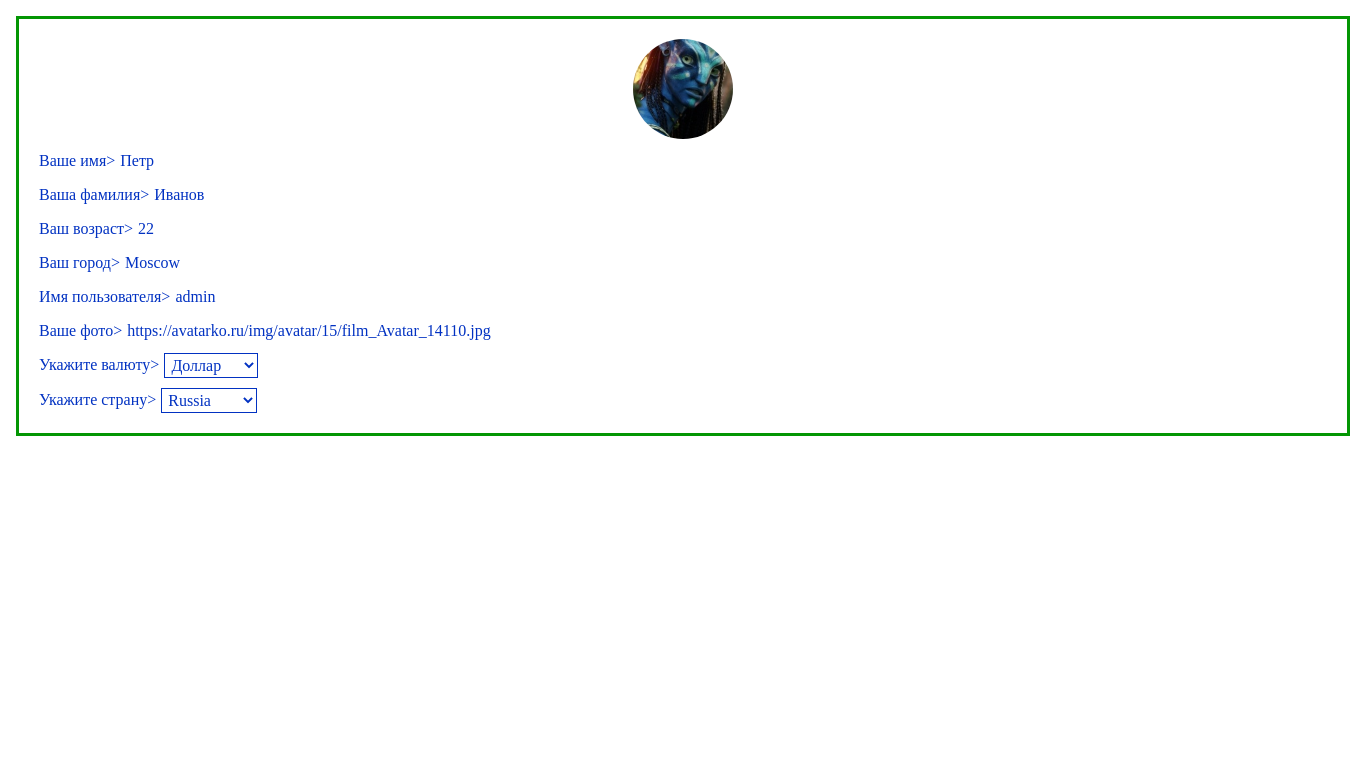 Ваше имя> Петр
Ваша фамилия> Иванов
Ваш возраст> 22
Ваш город> Moscow
Имя пользователя> admin
Ваше фото> https://avatarko.ru/img/avatar/15/film_Avatar_14110.jpg
Укажите валюту> Доллар
Укажите страну> Russia